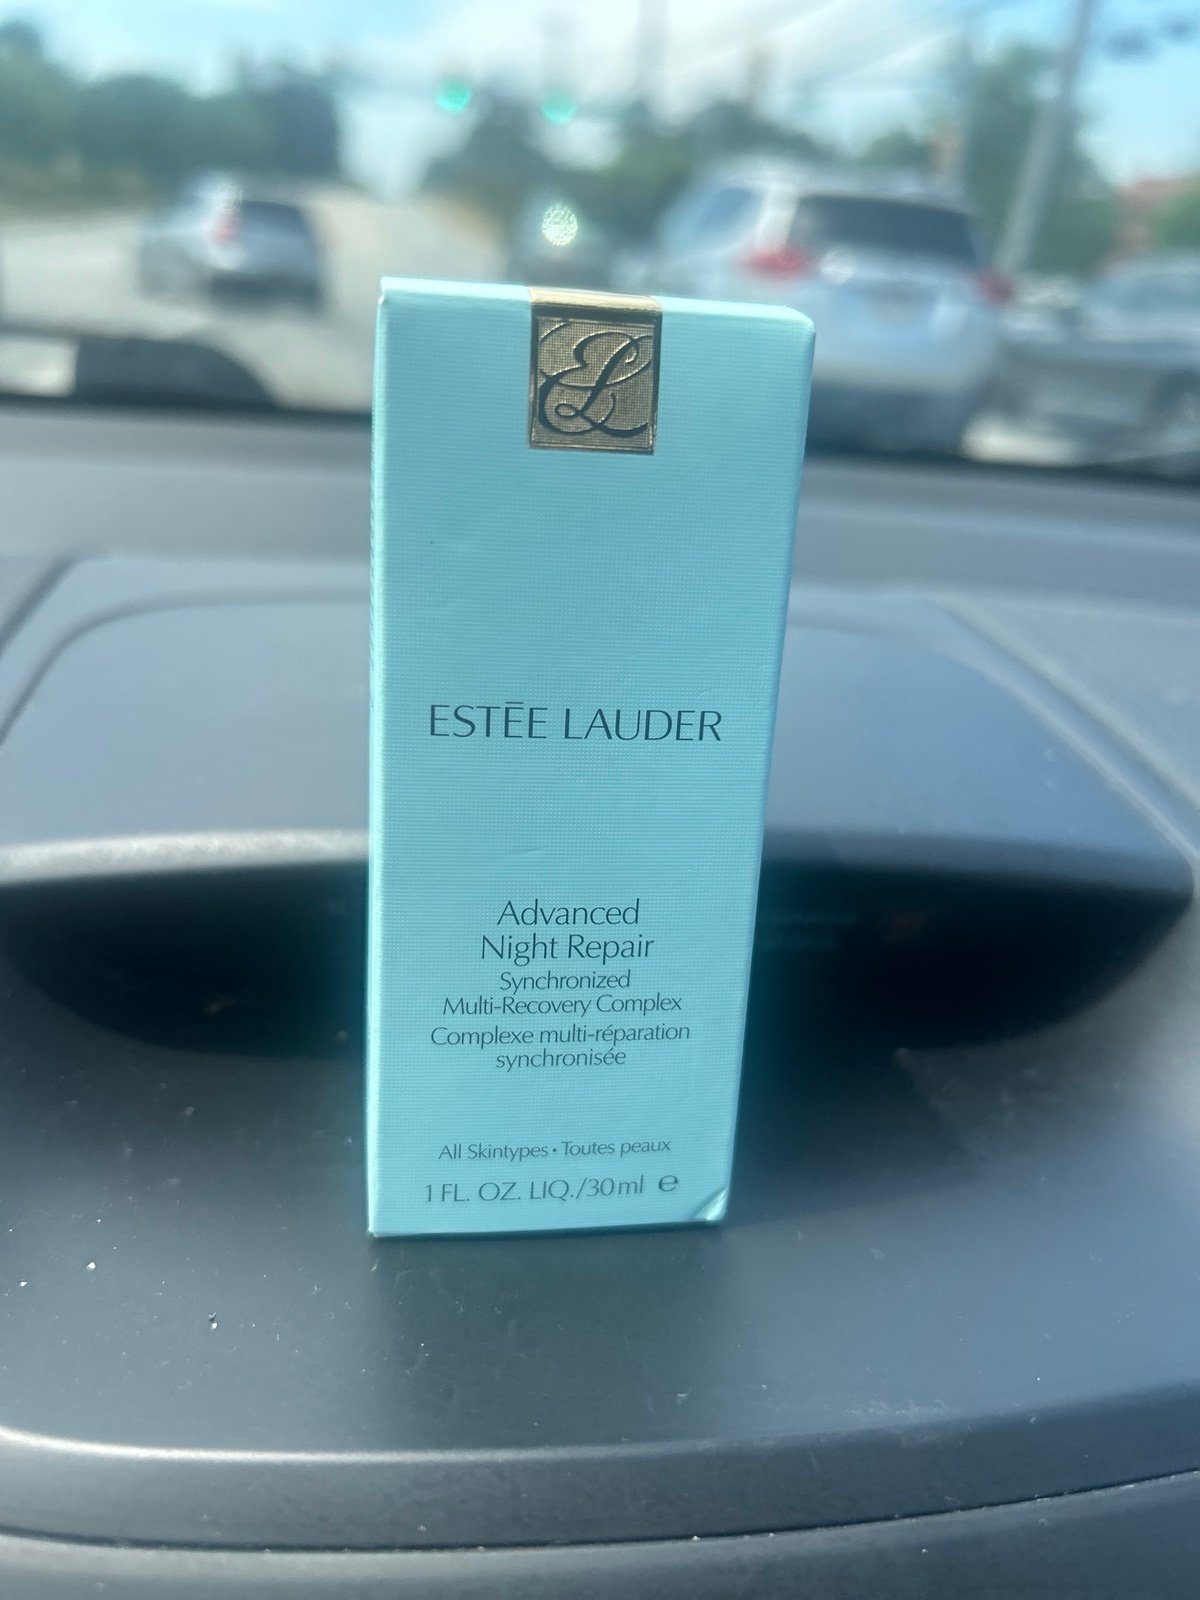 EL
ESTĒE LAUDER
Advanced
Night Repair
Synchronized
Multi-Recovery Complex
Complexe multi-réparation
synchronisée
All Skintypes • Toutes peaux
1 FL. OZ. LIQ./30 ml ℮